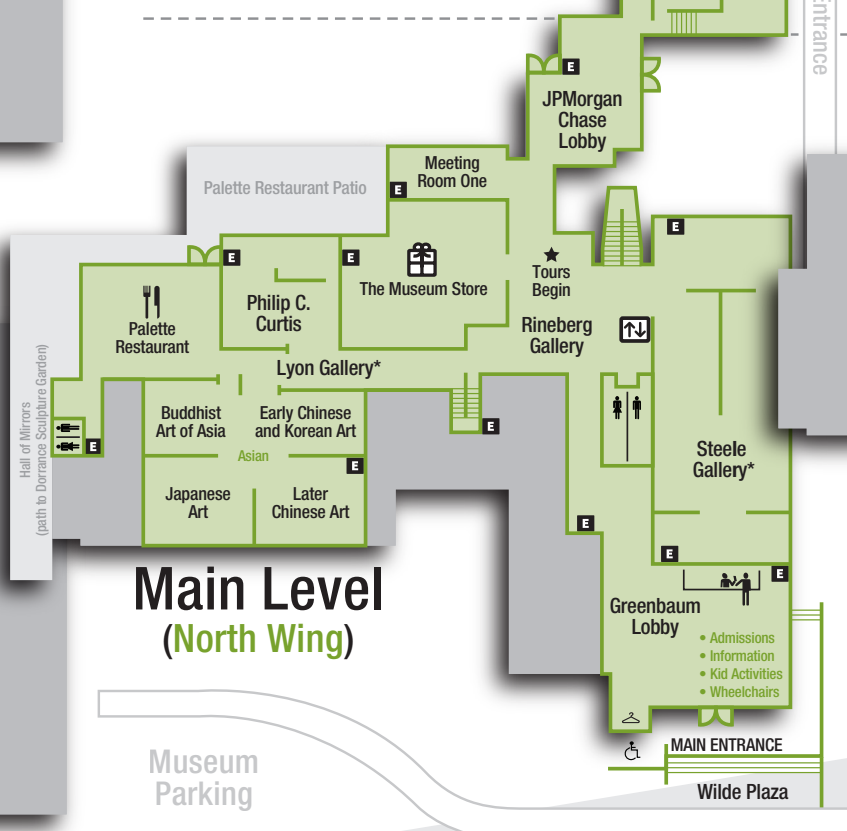 Entrance
E
JPMorgan
Chase
Lobby
Meeting
Room One
E
Palette Restaurant Patio
E
E
E
The Museum Store
Tours
Begin
Philip C.
Curtis
Palette
Restaurant
Rineberg
Gallery
Lyon Gallery*
Hall of Mirrors
(path to Dorrance Sculpture Garden)
Buddhist
Art of Asia
Early Chinese
and Korean Art
E
E
Asian
E
Steele
Gallery*
Japanese
Art
Later
Chinese Art
E
E
E
Main Level
(North Wing)
Greenbaum
Lobby
• Admissions
• Information
• Kid Activities
• Wheelchairs
MAIN ENTRANCE
Museum
Parking
Wilde Plaza